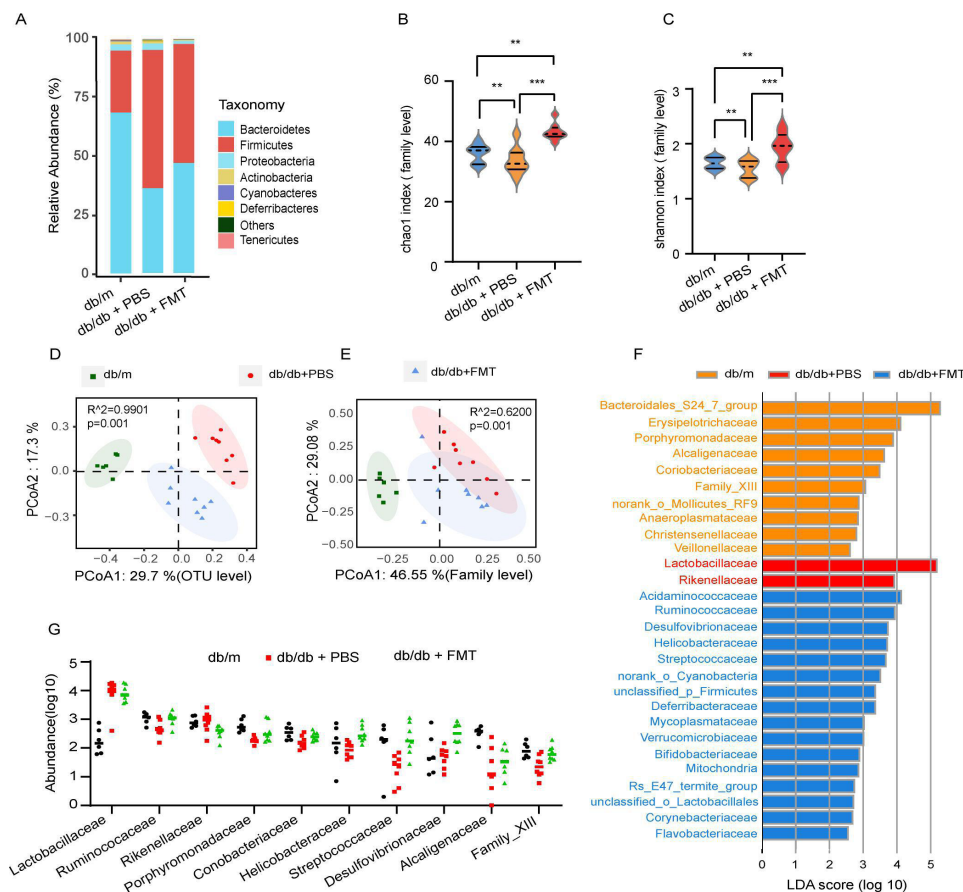 A
B
C
100
75
50
25
0
Relative Abundance (%)
db/m
db/db + PBS
db/db + FMT
Taxonomy
Bacteroidetes
Firmicutes
Proteobacteria
Actinobacteria
Cyanobacteres
Deferribacteres
Others
Tenericutes
**
** ***
60
40
20
0
chao1 index ( family level)
db/m
db/db + PBS
db/db + FMT
**
***
**
3
2
1
0
shannon index ( family level)
db/m
db/db + PBS
db/db + FMT
D
E
db/m
db/db+PBS
db/db+FMT
R^2=0.9901
p=0.001
0.3
0.0
-0.3
PCoA2 : 17.3 %
-0.4 -0.2 0.0 0.2 0.4
PCoA1: 29.7 %(OTU level)
R^2=0.6200
p=0.001
0.50
0.25
0.00
−0.25
−0.50
PCoA2 : 29.08 %
−0.25 0.00 0.25 0.50
PCoA1: 46.55 %(Family level)
F
db/m db/db+PBS db/db+FMT
Bacteroidales_S24_7_group
Erysipelotrichaceae
Porphyromonadaceae
Alcaligenaceae
Coriobacteriaceae
Family_XIII
norank_o_Mollicutes_RF9
Anaeroplasmataceae
Christensenellaceae
Veillonellaceae
Lactobacillaceae
Rikenellaceae
Acidaminococcaceae
Ruminococcaceae
Desulfovibrionaceae
Helicobacteraceae
Streptococcaceae
norank_o_Cyanobacteria
unclassified_p_Firmicutes
Deferribacteraceae
Mycoplasmataceae
Verrucomicrobiaceae
Bifidobacteriaceae
Mitochondria
Rs_E47_termite_group
unclassified_o_Lactobacillales
Corynebacteriaceae
Flavobacteriaceae
0 1 2 3 4 5
LDA score (log 10)
G
db/m db/db + PBS db/db + FMT
5
4
3
2
1
0
Abundance(log10)
Lactobacillaceae
Ruminococaceae
Rikenellaceae
Porphyromonadaceae
Conobacteriaceae
Helicobacteraceae
Streptococcaceae
Desulfovibrionaceae
Alcaligenaceae
Family_XIII